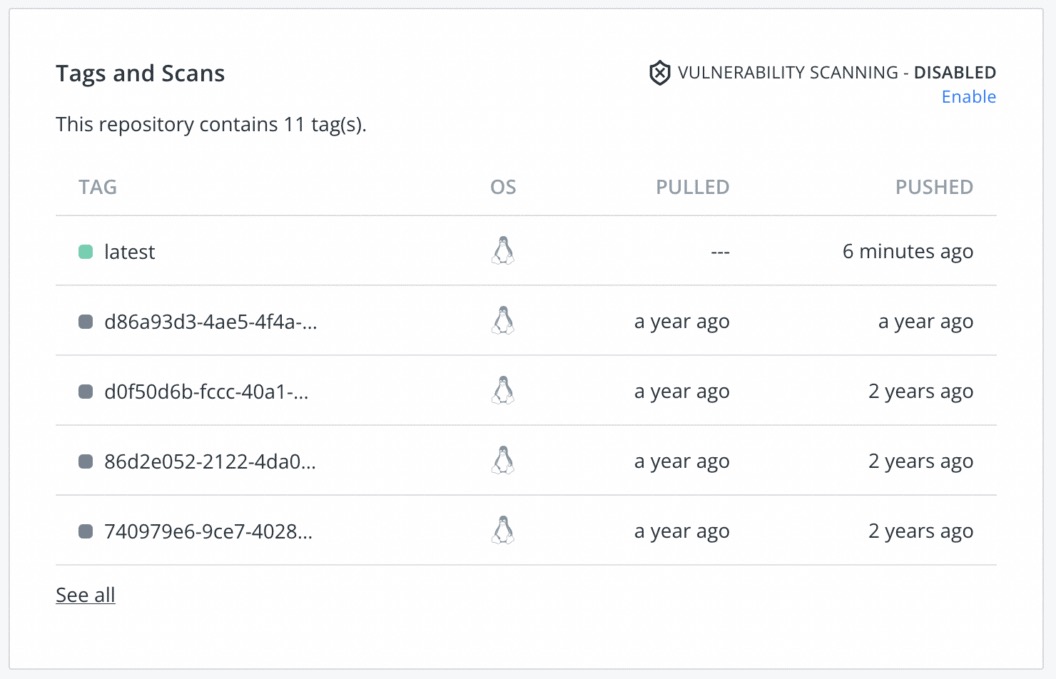 Tags and Scans
VULNERABILITY SCANNING - DISABLED
Enable
This repository contains 11 tag(s).
TAG OS PULLED PUSHED
latest --- 6 minutes ago
d86a93d3-4ae5-4f4a-... a year ago a year ago
d0f50d6b-fccc-40a1-... a year ago 2 years ago
86d2e052-2122-4da0... a year ago 2 years ago
740979e6-9ce7-4028... a year ago 2 years ago
See all